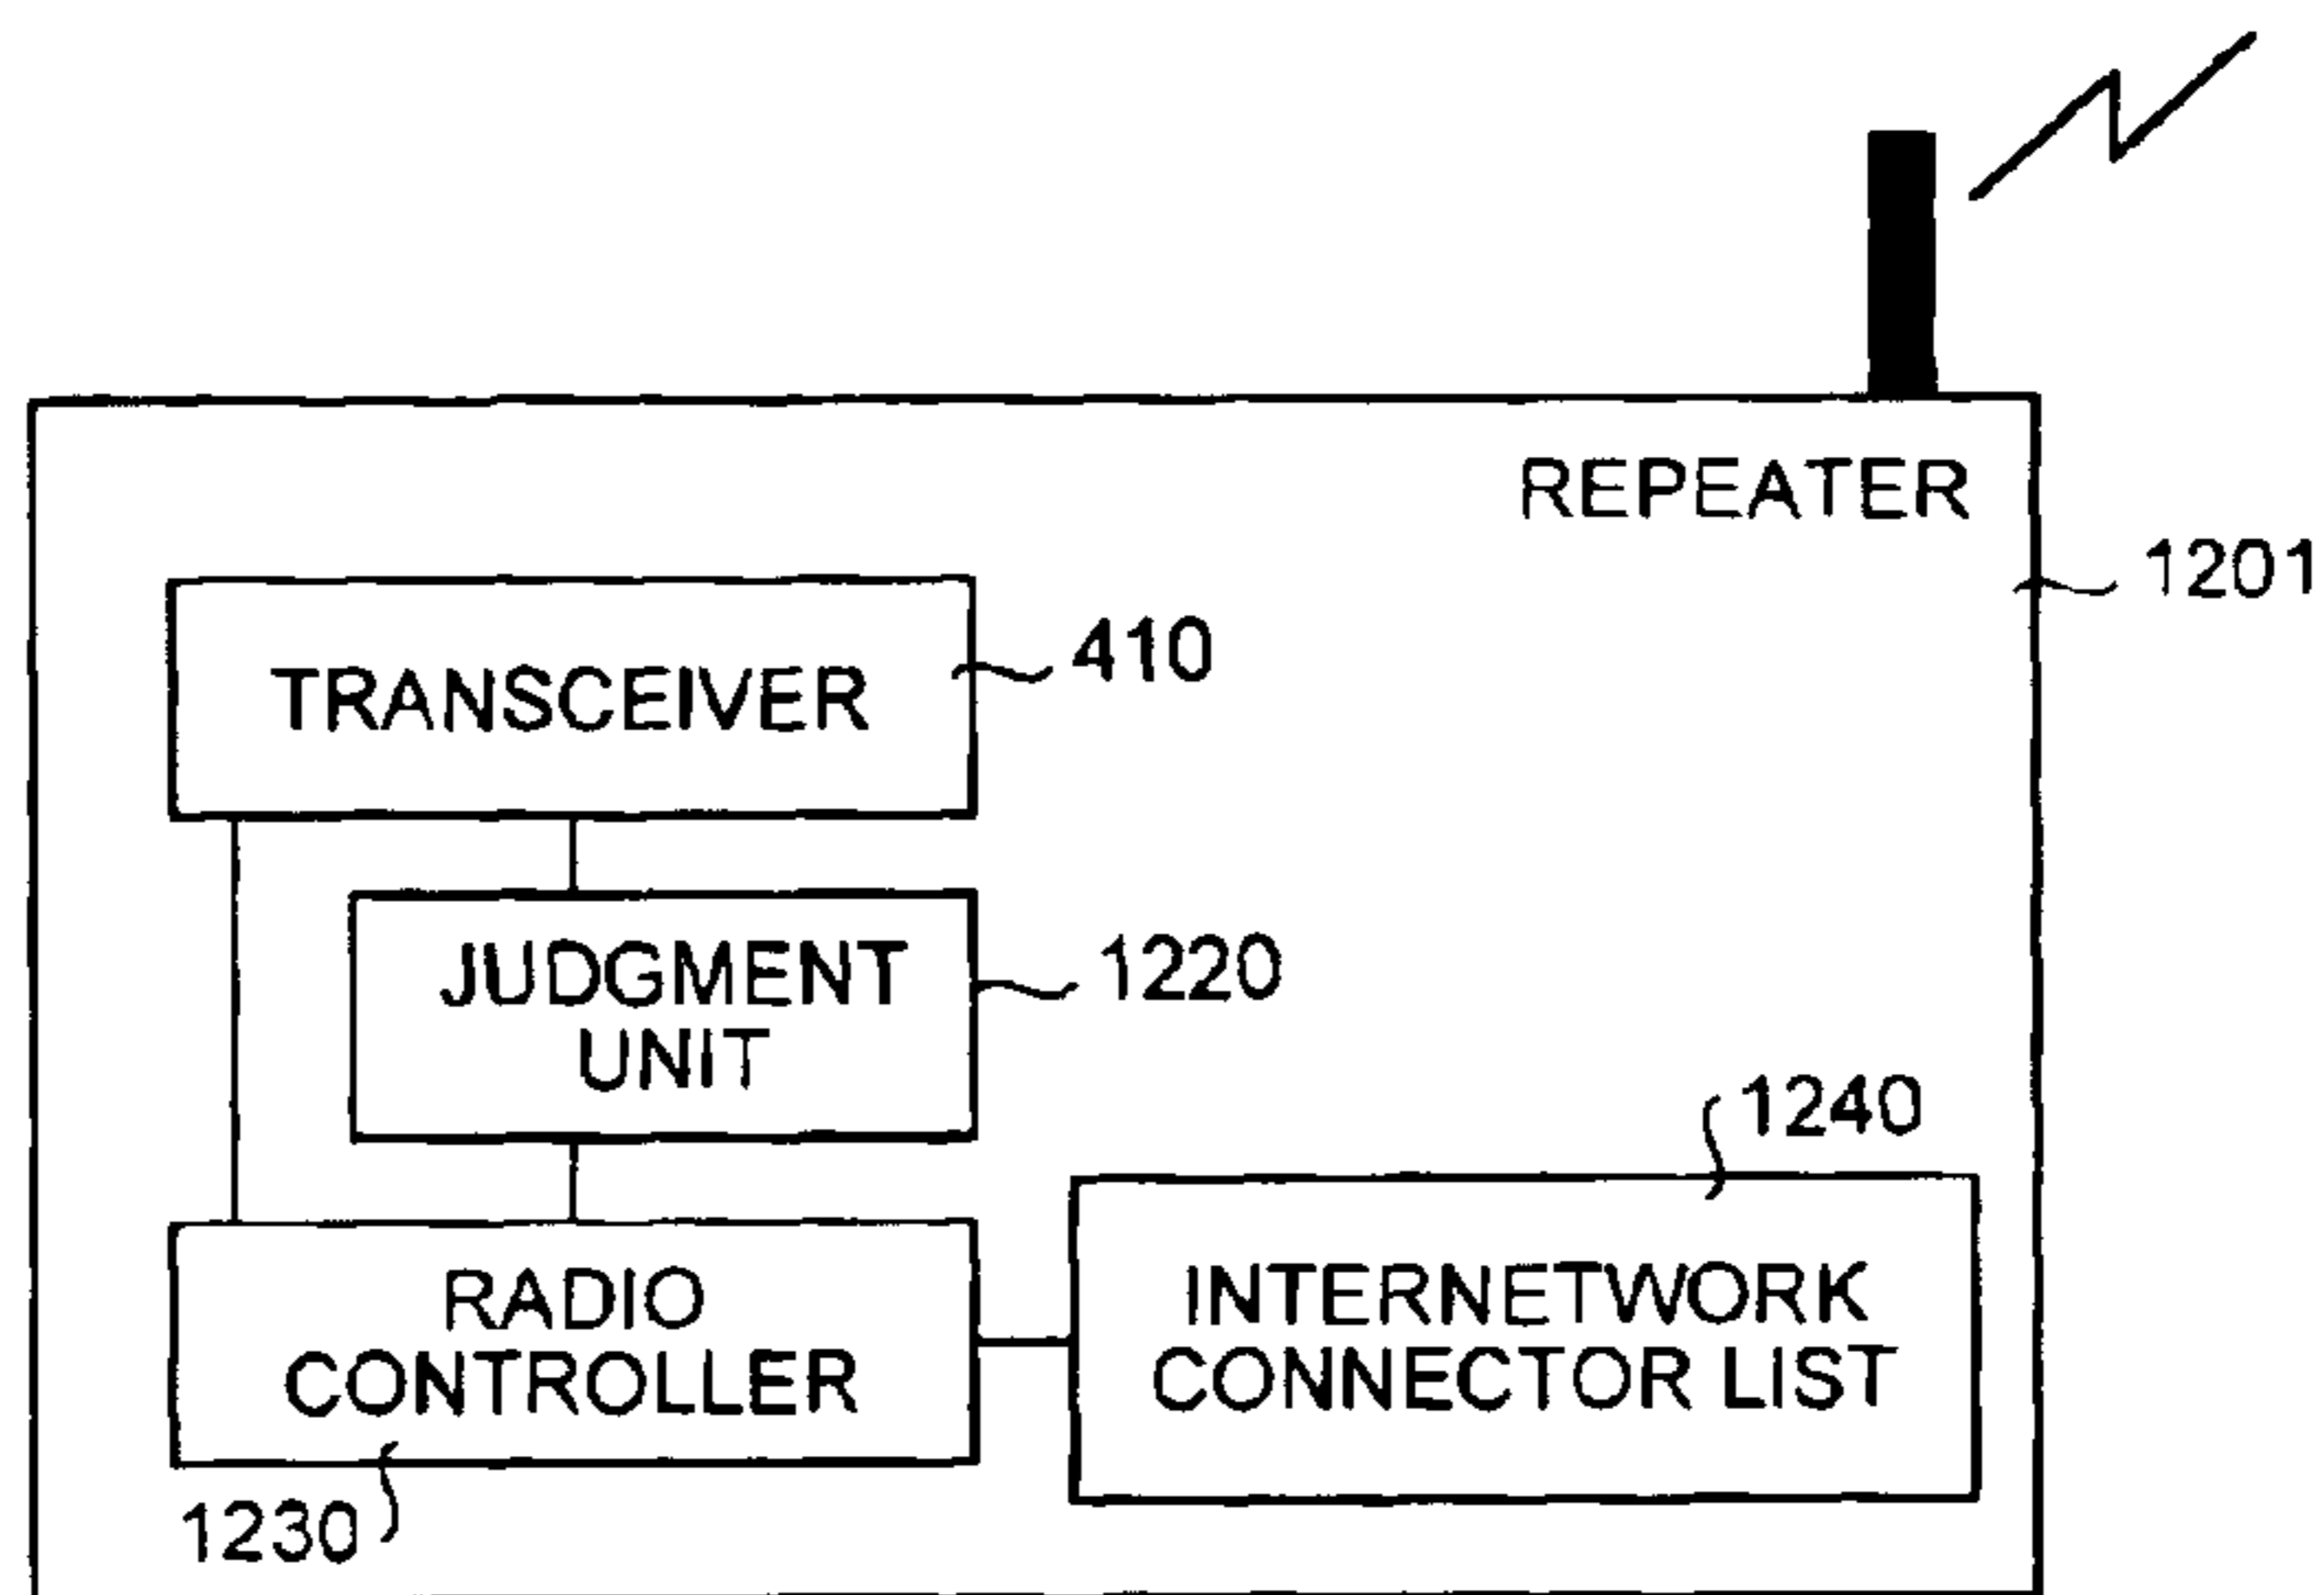 REPEATER
1201
TRANSCEIVER
410
JUDGMENT
UNIT
1220
1240
RADIO
CONTROLLER
INTERNETWORK
CONNECTOR LIST
1230